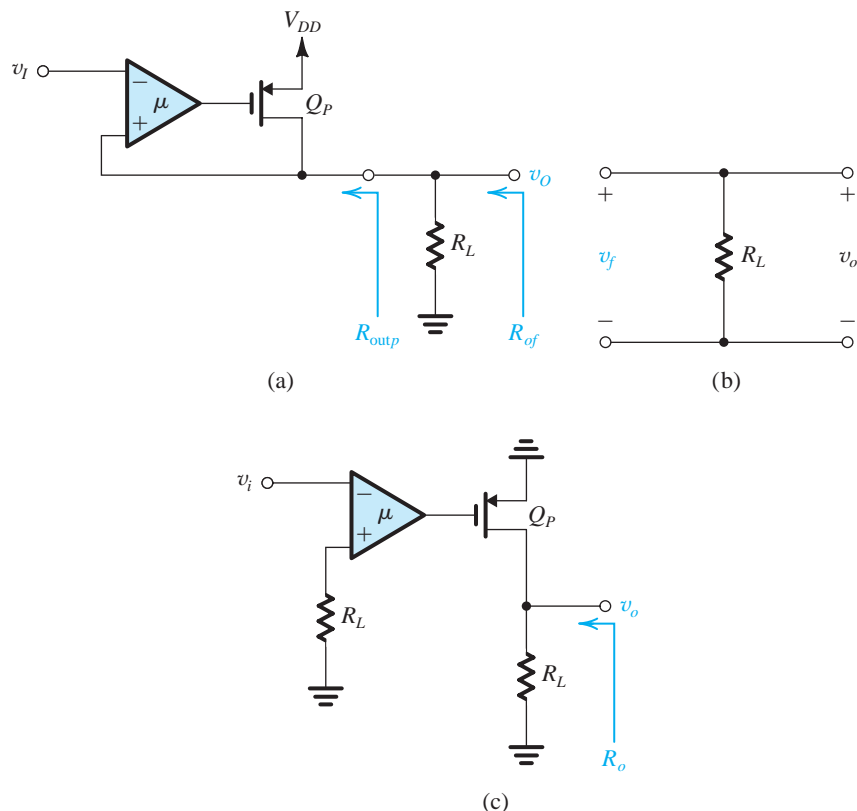 V_DD
v_I
−
μ
+
Q_P
v_O
R_L
R_outp
R_of
(a)
+
+
v_f
R_L
v_o
−
−
(b)
v_i
−
μ
+
Q_P
R_L
v_o
R_L
R_o
(c)